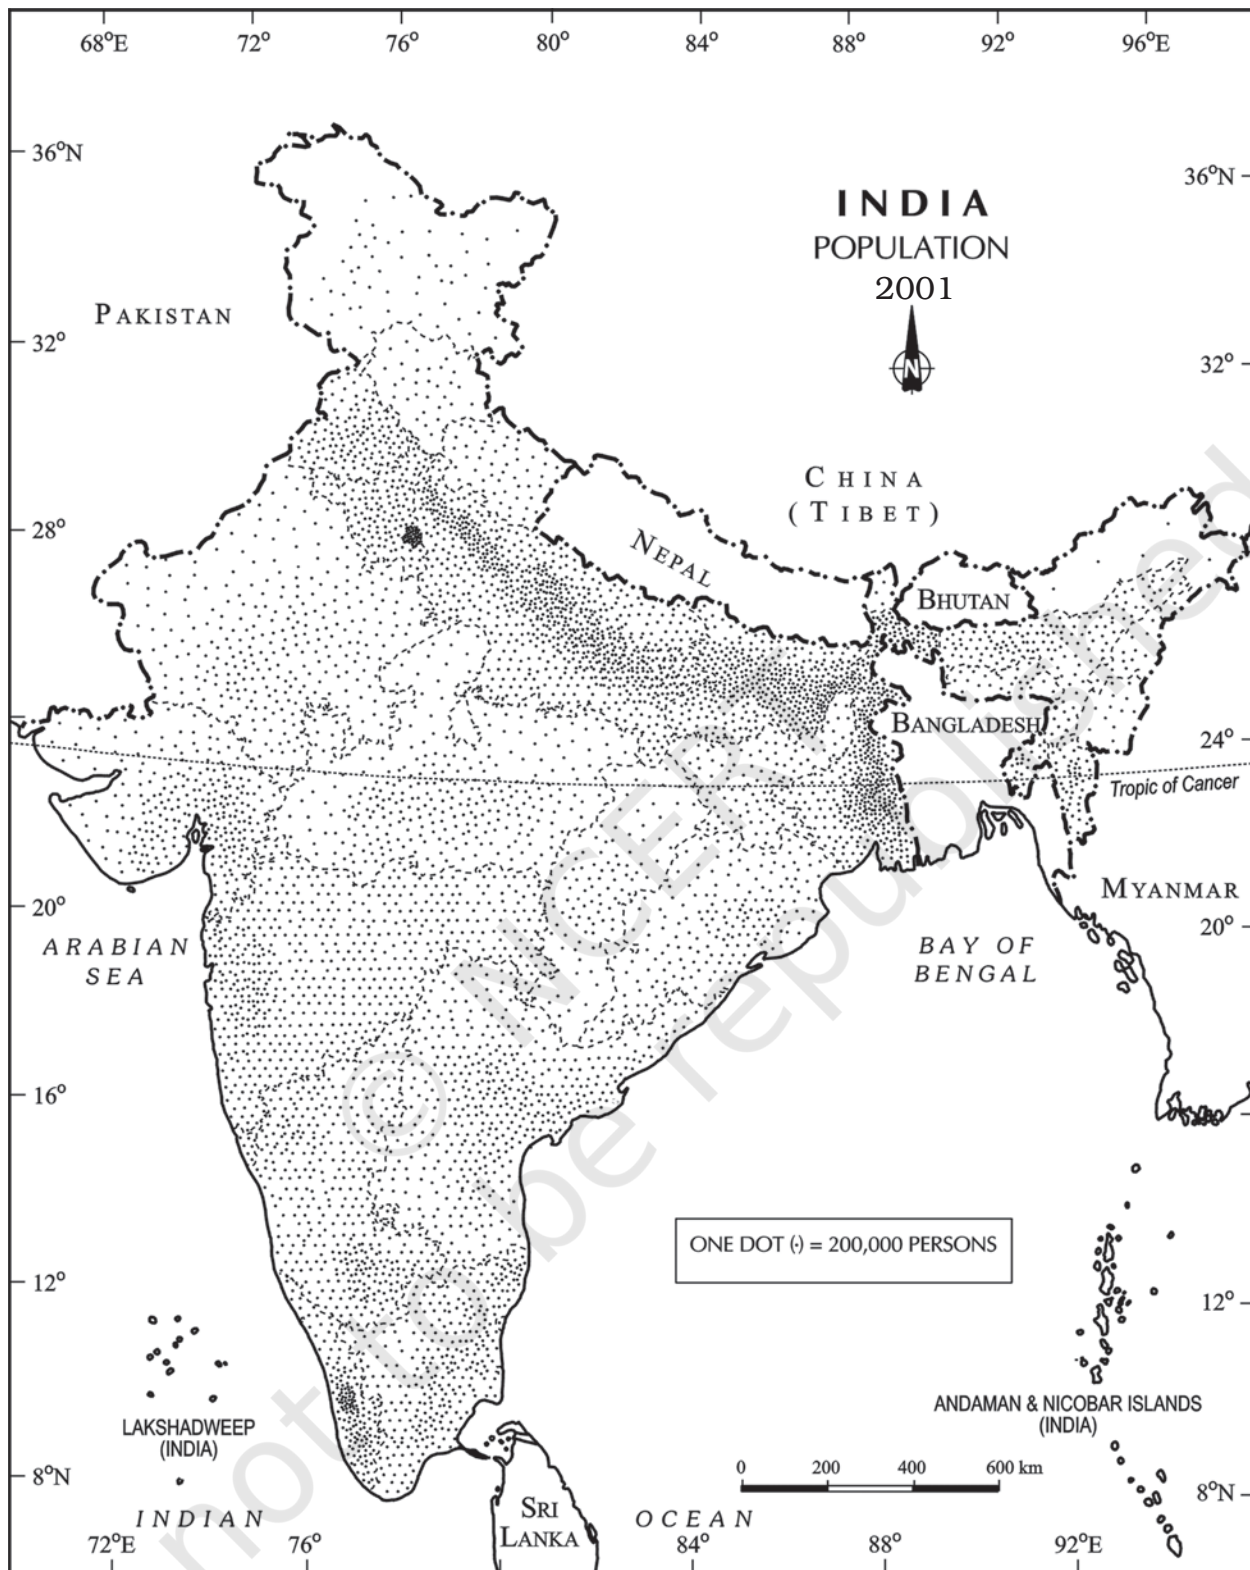 68°E 72° 76° 80° 84° 88° 92° 96°E
36°N
36°N
INDIA
POPULATION
2001
N
PAKISTAN
32°
32°
CHINA
(TIBET)
28°
NEPAL
BHUTAN
BANGLADESH
24°
Tropic of Cancer
MYANMAR
20°
20°
ARABIAN
SEA
BAY OF
BENGAL
16°
ONE DOT (·) = 200,000 PERSONS
12°
12°
ANDAMAN & NICOBAR ISLANDS
(INDIA)
LAKSHADWEEP
(INDIA)
0 200 400 600 km
8°N
8°N
SRI
LANKA
INDIAN OCEAN
72°E 76° 84° 88° 92°E
© NCERT
not to be republished